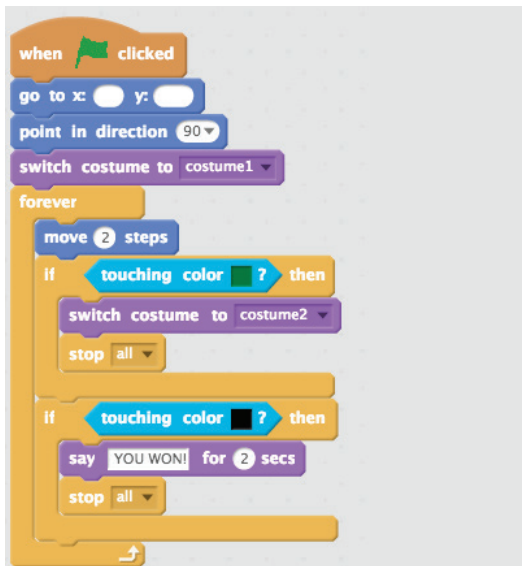 when clicked
go to x: y:
point in direction 90
switch costume to costume1
forever
move 2 steps
if touching color ? then
switch costume to costume2
stop all
if touching color ? then
say YOU WON! for 2 secs
stop all